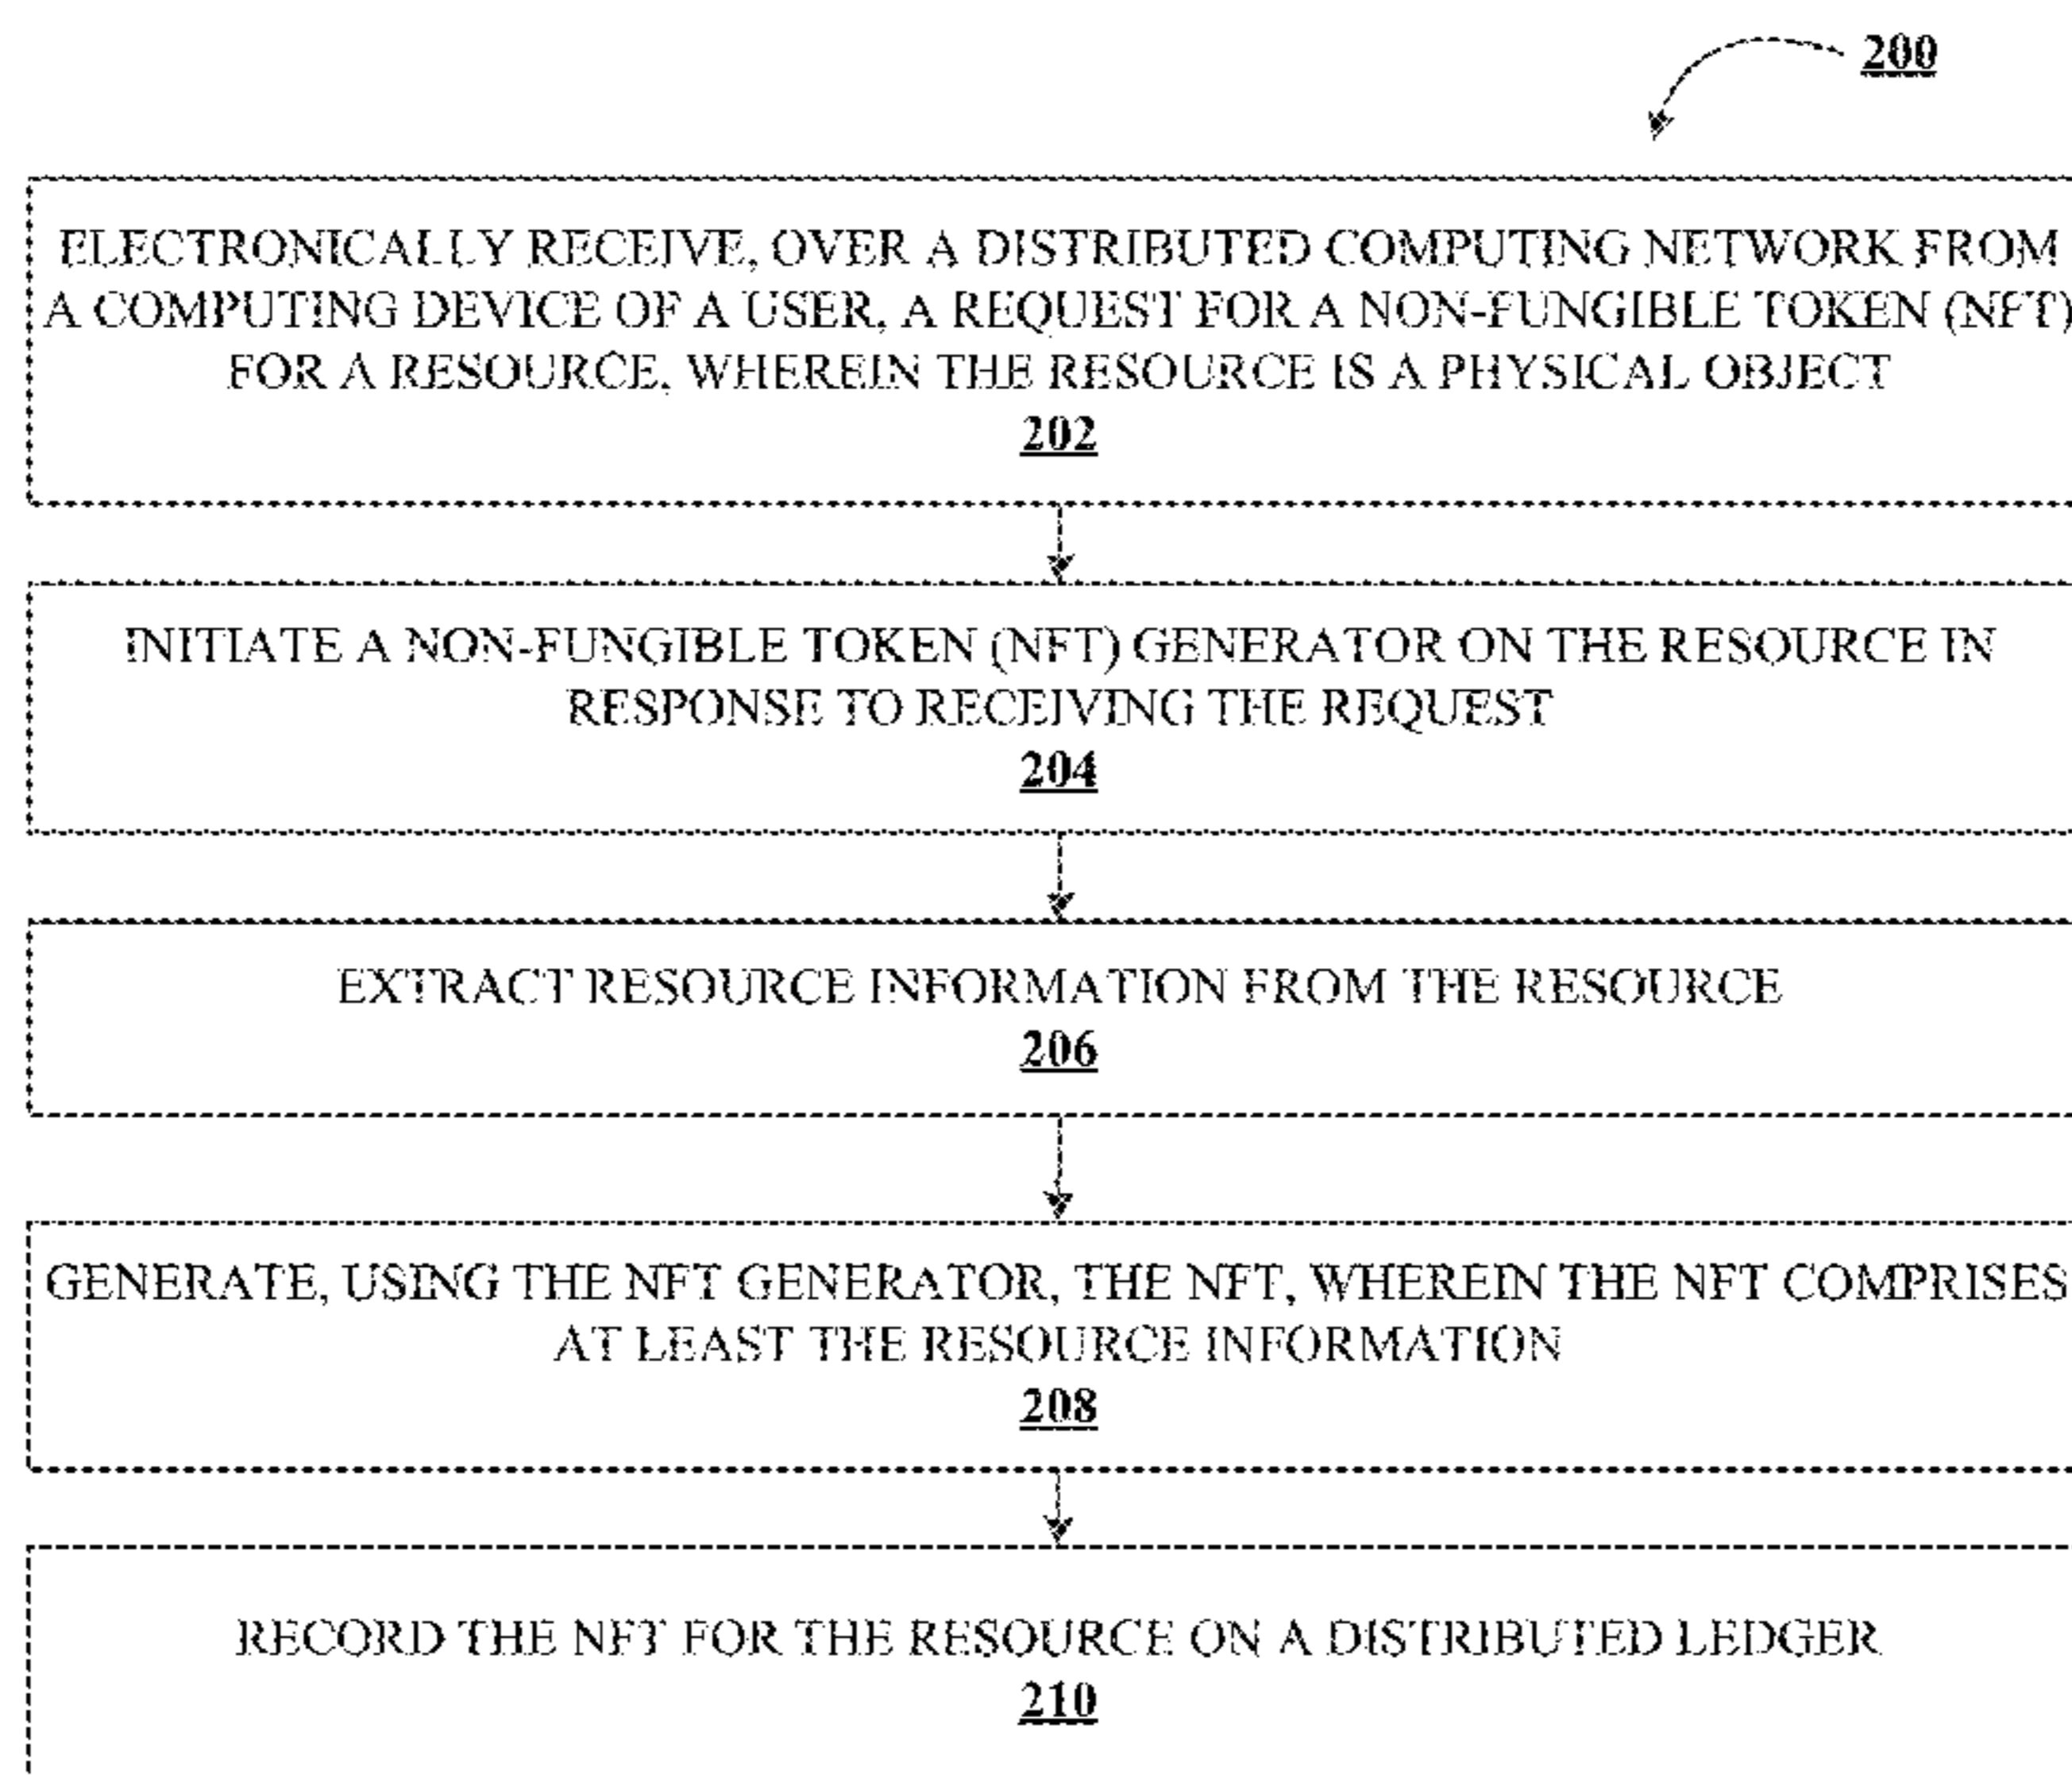 200
ELECTRONICALLY RECEIVE, OVER A DISTRIBUTED COMPUTING NETWORK FROM
A COMPUTING DEVICE OF A USER, A REQUEST FOR A NON-FUNGIBLE TOKEN (NFT)
FOR A RESOURCE, WHEREIN THE RESOURCE IS A PHYSICAL OBJECT
202
INITIATE A NON-FUNGIBLE TOKEN (NFT) GENERATOR ON THE RESOURCE IN
RESPONSE TO RECEIVING THE REQUEST
204
EXTRACT RESOURCE INFORMATION FROM THE RESOURCE
206
GENERATE, USING THE NFT GENERATOR, THE NFT, WHEREIN THE NFT COMPRISES
AT LEAST THE RESOURCE INFORMATION
208
RECORD THE NFT FOR THE RESOURCE ON A DISTRIBUTED LEDGER
210